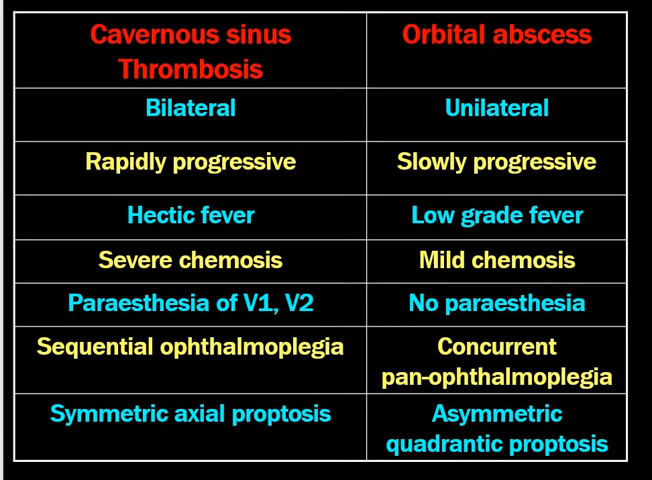 Cavernous sinus
Thrombosis
Orbital abscess
Bilateral
Unilateral
Rapidly progressive
Slowly progressive
Hectic fever
Low grade fever
Severe chemosis
Mild chemosis
Paraesthesia of V1, V2
No paraesthesia
Sequential ophthalmoplegia
Concurrent
pan-ophthalmoplegia
Symmetric axial proptosis
Asymmetric
quadrantic proptosis